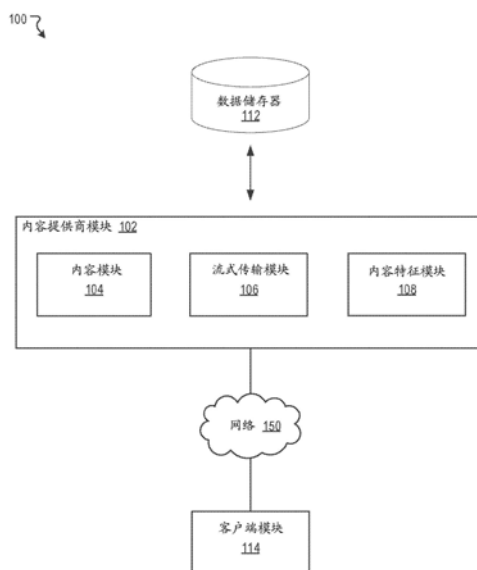 100
数据储存器
112
内容提供商模块 102
内容模块
104
流式传输模块
106
内容特征模块
108
网络 150
客户端模块
114